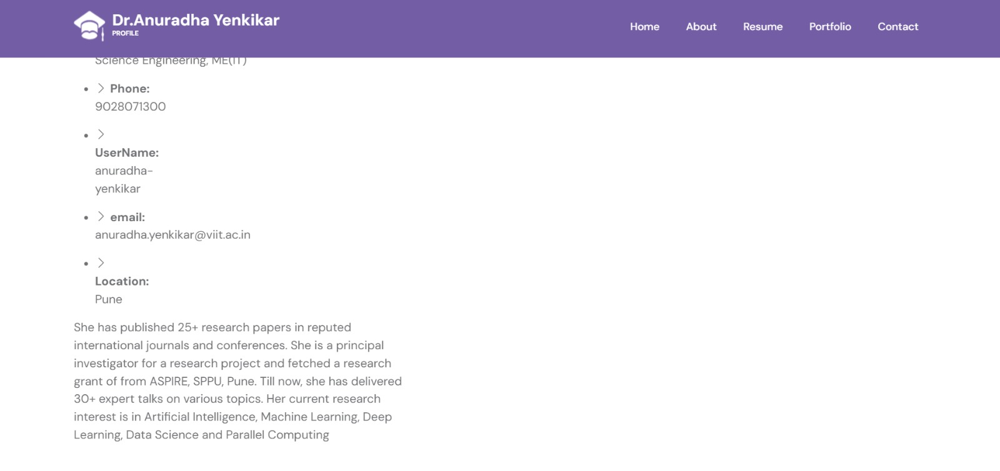 Dr.Anuradha Yenkikar
PROFILE
Home About Resume Portfolio Contact
Science Engineering, ME(IT)
Phone:
9028071300
UserName:
anuradha-
yenkikar
email:
anuradha.yenkikar@viit.ac.in
Location:
Pune
She has published 25+ research papers in reputed
international journals and conferences. She is a principal
investigator for a research project and fetched a research
grant of from ASPIRE, SPPU, Pune. Till now, she has delivered
30+ expert talks on various topics. Her current research
interest is in Artificial Intelligence, Machine Learning, Deep
Learning, Data Science and Parallel Computing